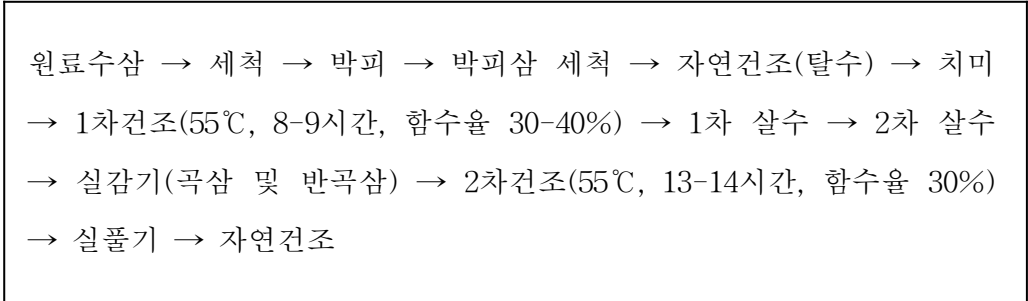 원료수삼 → 세척 → 박피 → 박피삼 세척 → 자연건조(탈수) → 치미
→ 1차건조(55℃, 8-9시간, 함수율 30-40%) → 1차 살수 → 2차 살수
→ 실감기(곡삼 및 반곡삼) → 2차건조(55℃, 13-14시간, 함수율 30%)
→ 실풀기 → 자연건조